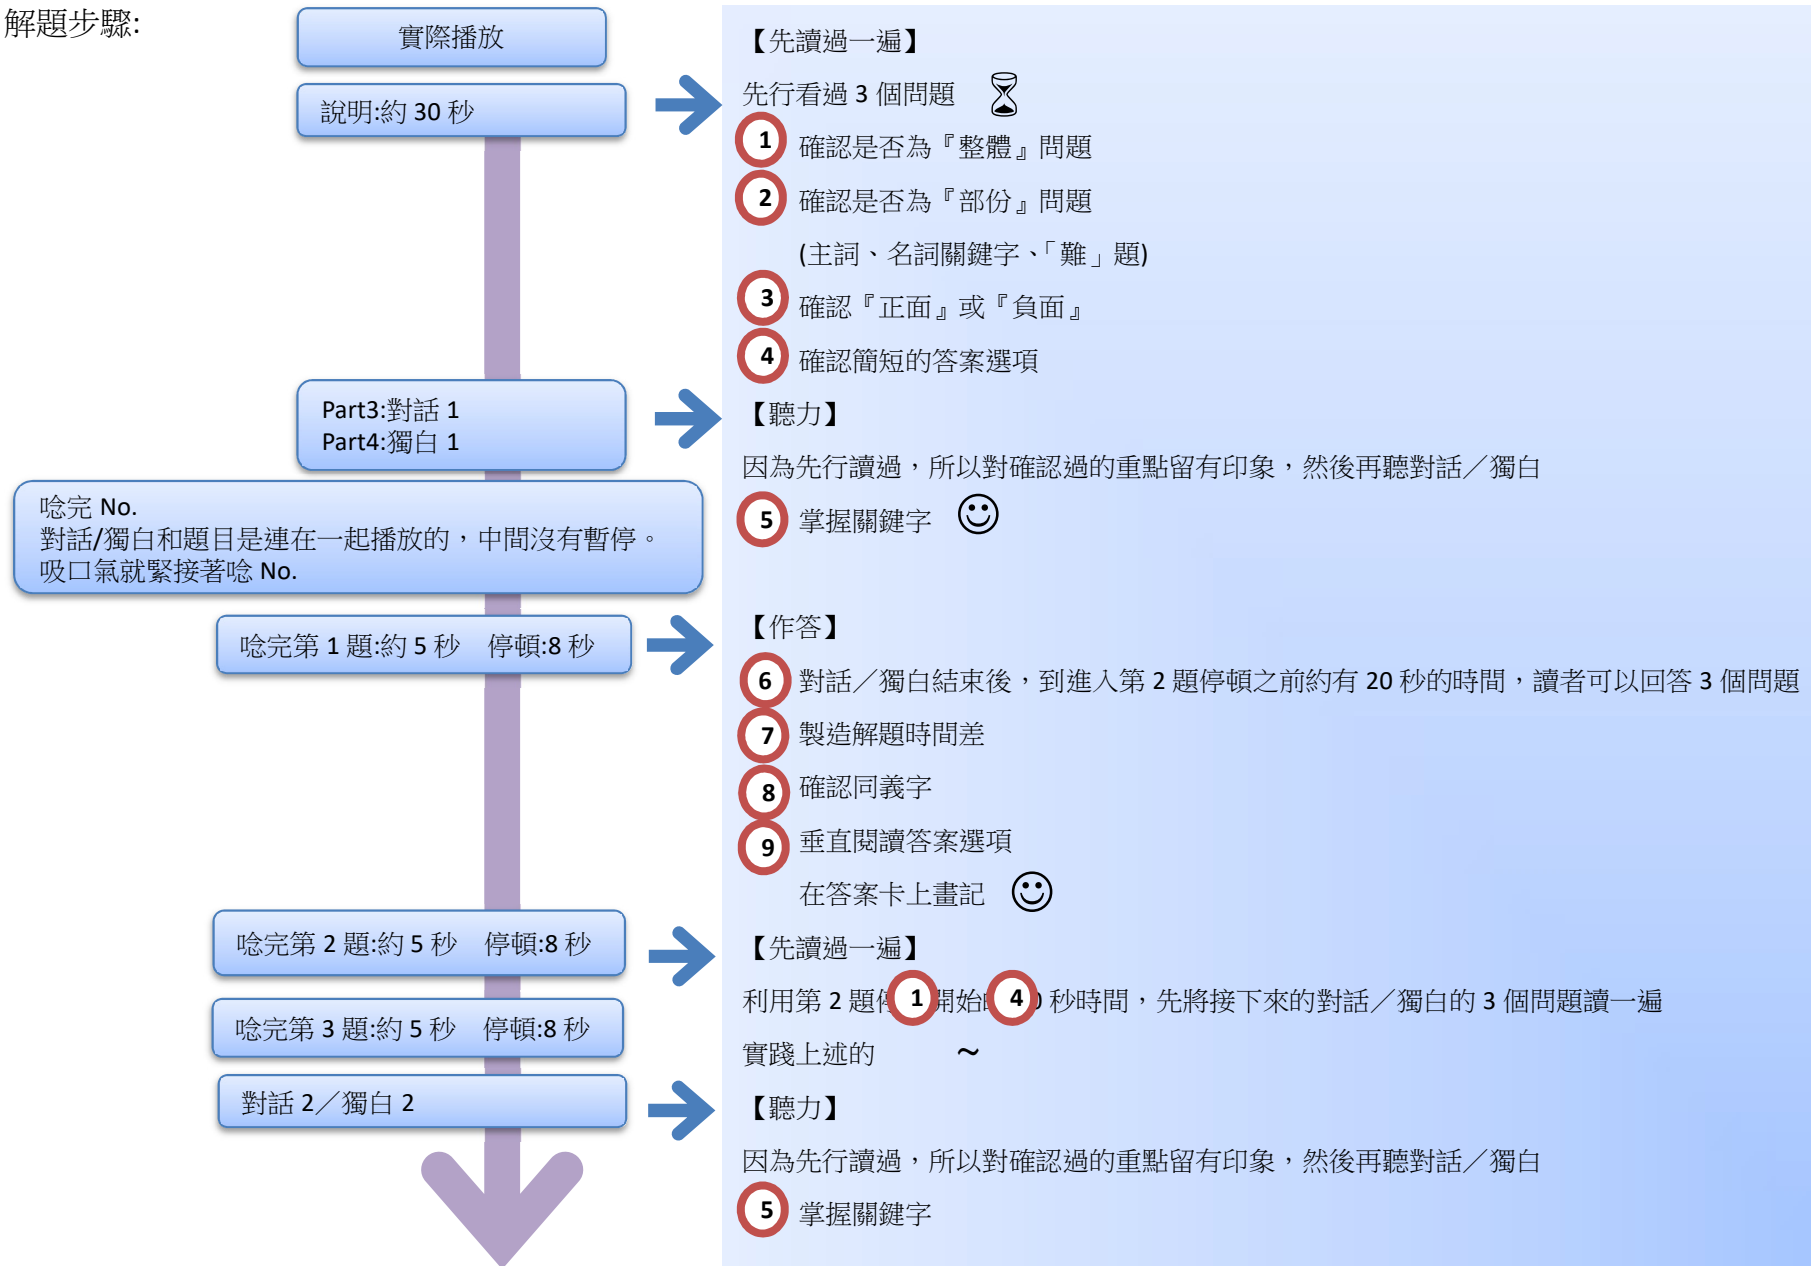 解題步驟:
實際播放
說明:約 30 秒
【先讀過一遍】
先行看過 3 個問題
1 確認是否為『整體』問題
2 確認是否為『部份』問題
(主詞、名詞關鍵字、「難」題)
3 確認『正面』或『負面』
4 確認簡短的答案選項
Part3:對話 1
Part4:獨白 1
【聽力】
因為先行讀過，所以對確認過的重點留有印象，然後再聽對話／獨白
5 掌握關鍵字
唸完 No.
對話/獨白和題目是連在一起播放的，中間沒有暫停。
吸口氣就緊接著唸 No.
唸完第 1 題:約 5 秒 停頓:8 秒
【作答】
6 對話／獨白結束後，到進入第 2 題停頓之前約有 20 秒的時間，讀者可以回答 3 個問題
7 製造解題時間差
8 確認同義字
9 垂直閱讀答案選項
在答案卡上畫記
唸完第 2 題:約 5 秒 停頓:8 秒
【先讀過一遍】
利用第 2 題 1 開始 4 秒時間，先將接下來的對話／獨白的 3 個問題讀一遍
唸完第 3 題:約 5 秒 停頓:8 秒
實踐上述的 ~
對話 2／獨白 2
【聽力】
因為先行讀過，所以對確認過的重點留有印象，然後再聽對話／獨白
5 掌握關鍵字